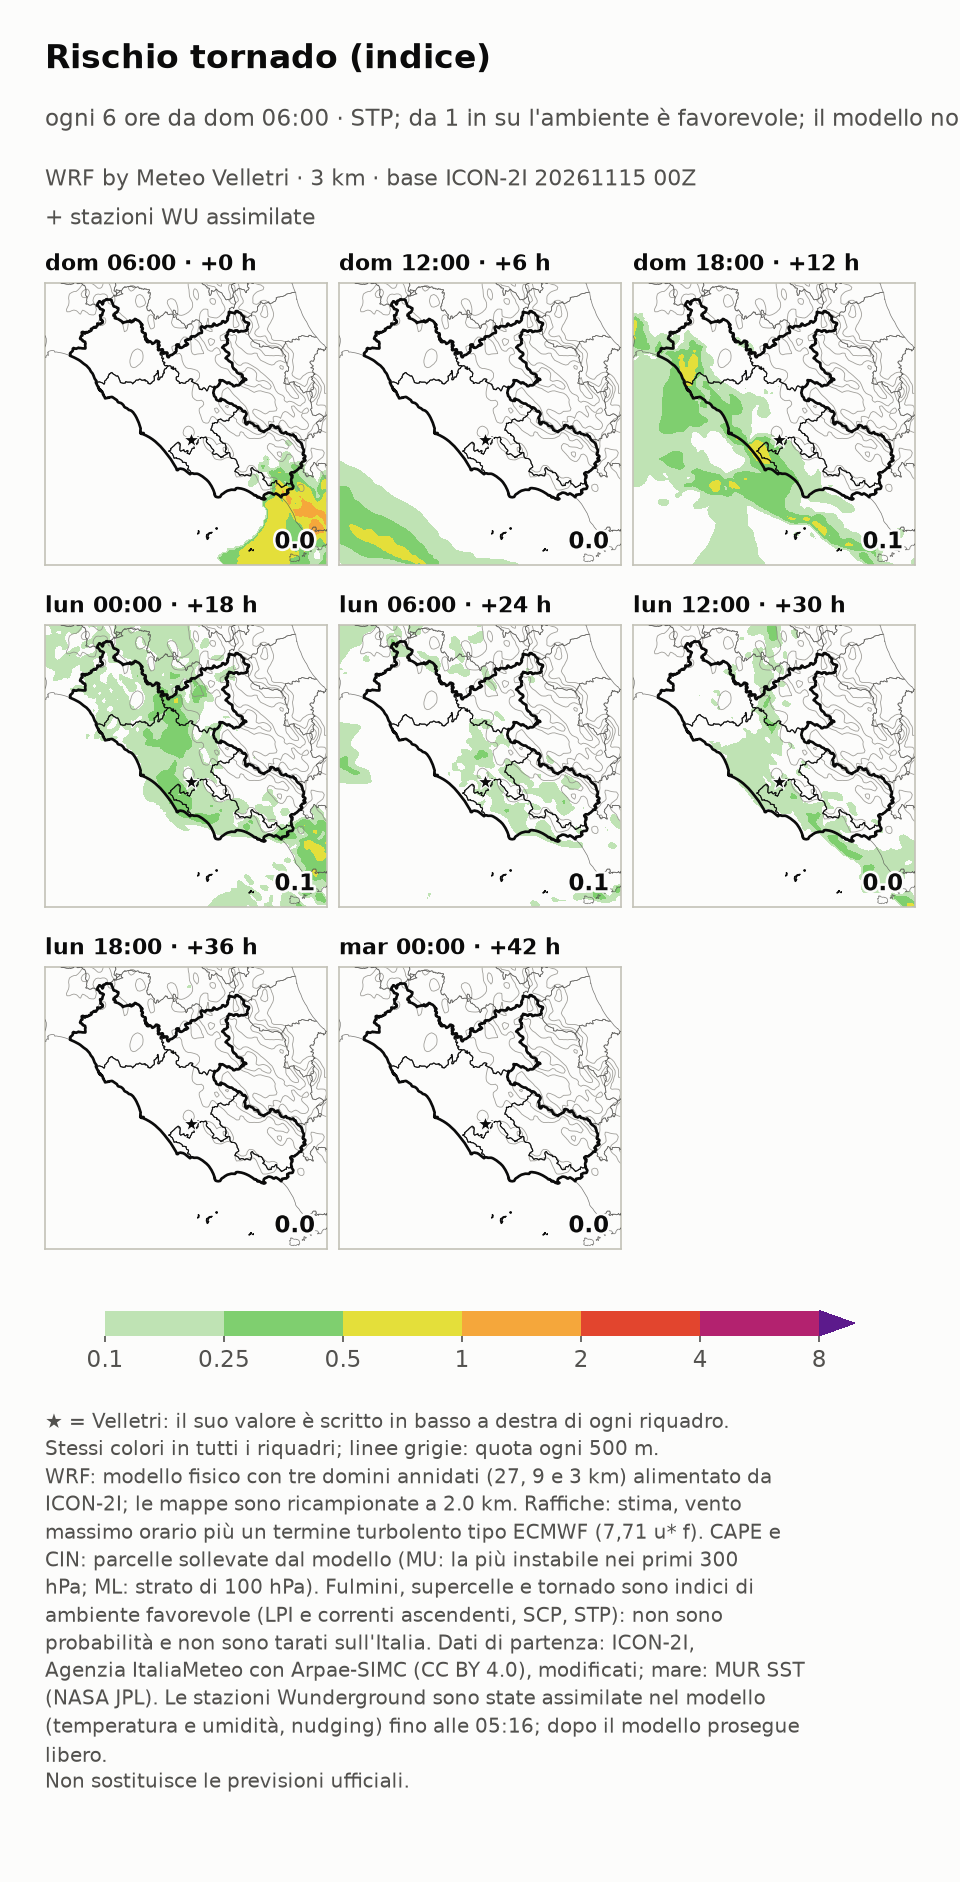 Rischio tornado (indice)
ogni 6 ore da dom 06:00 · STP; da 1 in su l'ambiente è favorevole; il modello no
WRF by Meteo Velletri · 3 km · base ICON-2I 20261115 00Z
+ stazioni WU assimilate
dom 06:00 · +0 h
dom 12:00 · +6 h
dom 18:00 · +12 h
0.0
0.0
0.1
lun 00:00 · +18 h
lun 06:00 · +24 h
lun 12:00 · +30 h
0.1
0.1
0.0
lun 18:00 · +36 h
mar 00:00 · +42 h
0.0
0.0
0.1
0.25
0.5
1
2
4
8
★ = Velletri: il suo valore è scritto in basso a destra di ogni riquadro.
Stessi colori in tutti i riquadri; linee grigie: quota ogni 500 m.
WRF: modello fisico con tre domini annidati (27, 9 e 3 km) alimentato da
ICON-2I; le mappe sono ricampionate a 2.0 km. Raffiche: stima, vento
massimo orario più un termine turbolento tipo ECMWF (7,71 u* f). CAPE e
CIN: parcelle sollevate dal modello (MU: la più instabile nei primi 300
hPa; ML: strato di 100 hPa). Fulmini, supercelle e tornado sono indici di
ambiente favorevole (LPI e correnti ascendenti, SCP, STP): non sono
probabilità e non sono tarati sull'Italia. Dati di partenza: ICON-2I,
Agenzia ItaliaMeteo con Arpae-SIMC (CC BY 4.0), modificati; mare: MUR SST
(NASA JPL). Le stazioni Wunderground sono state assimilate nel modello
(temperatura e umidità, nudging) fino alle 05:16; dopo il modello prosegue
libero.
Non sostituisce le previsioni ufficiali.